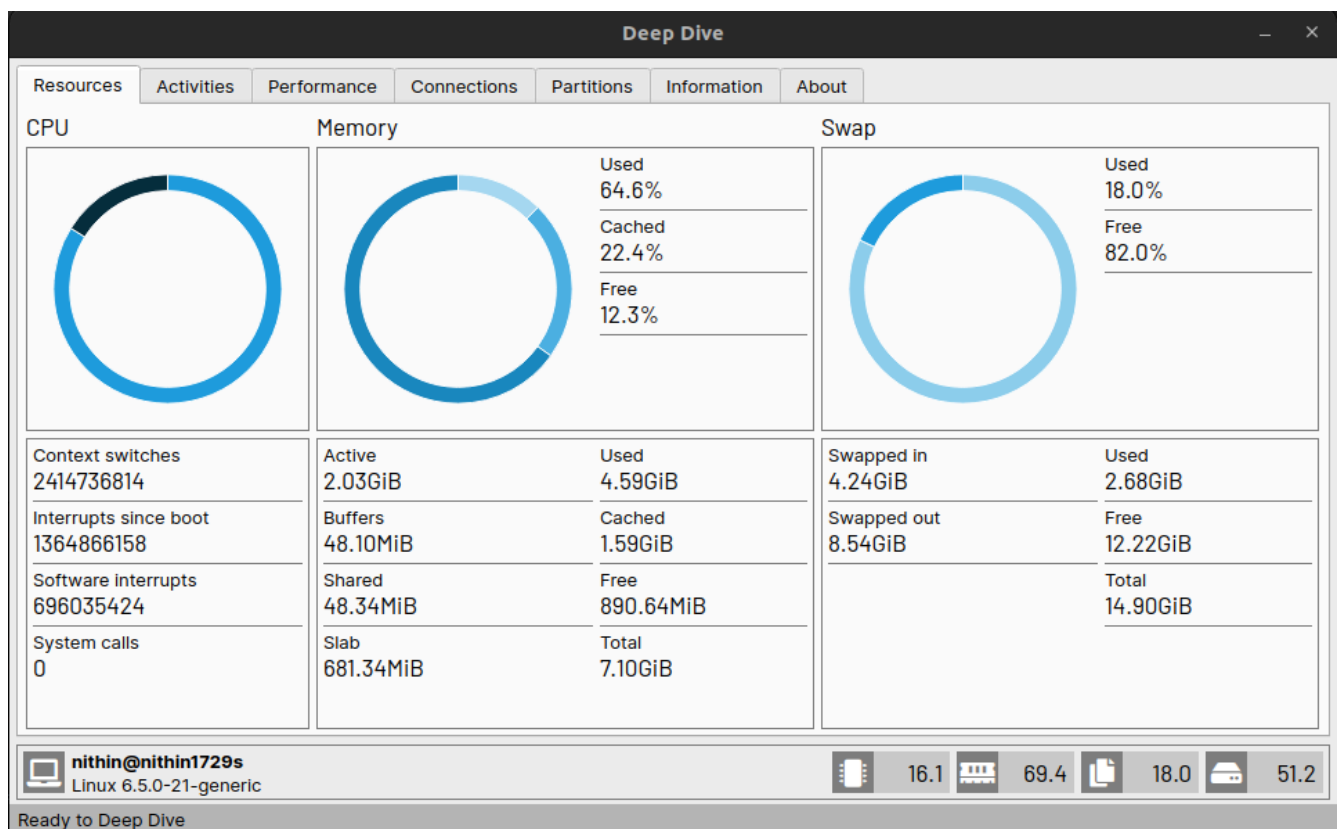 Deep Dive
Resources Activities Performance Connections Partitions Information About
CPU
Memory
Used
64.6%
Cached
22.4%
Free
12.3%
Swap
Used
18.0%
Free
82.0%
Context switches
2414736814
Interrupts since boot
1364866158
Software interrupts
696035424
System calls
0
Active
2.03GiB
Buffers
48.10MiB
Shared
48.34MiB
Slab
681.34MiB
Used
4.59GiB
Cached
1.59GiB
Free
890.64MiB
Total
7.10GiB
Swapped in
4.24GiB
Swapped out
8.54GiB
Used
2.68GiB
Free
12.22GiB
Total
14.90GiB
nithin@nithin1729s
Linux 6.5.0-21-generic
16.1 69.4 18.0 51.2
Ready to Deep Dive